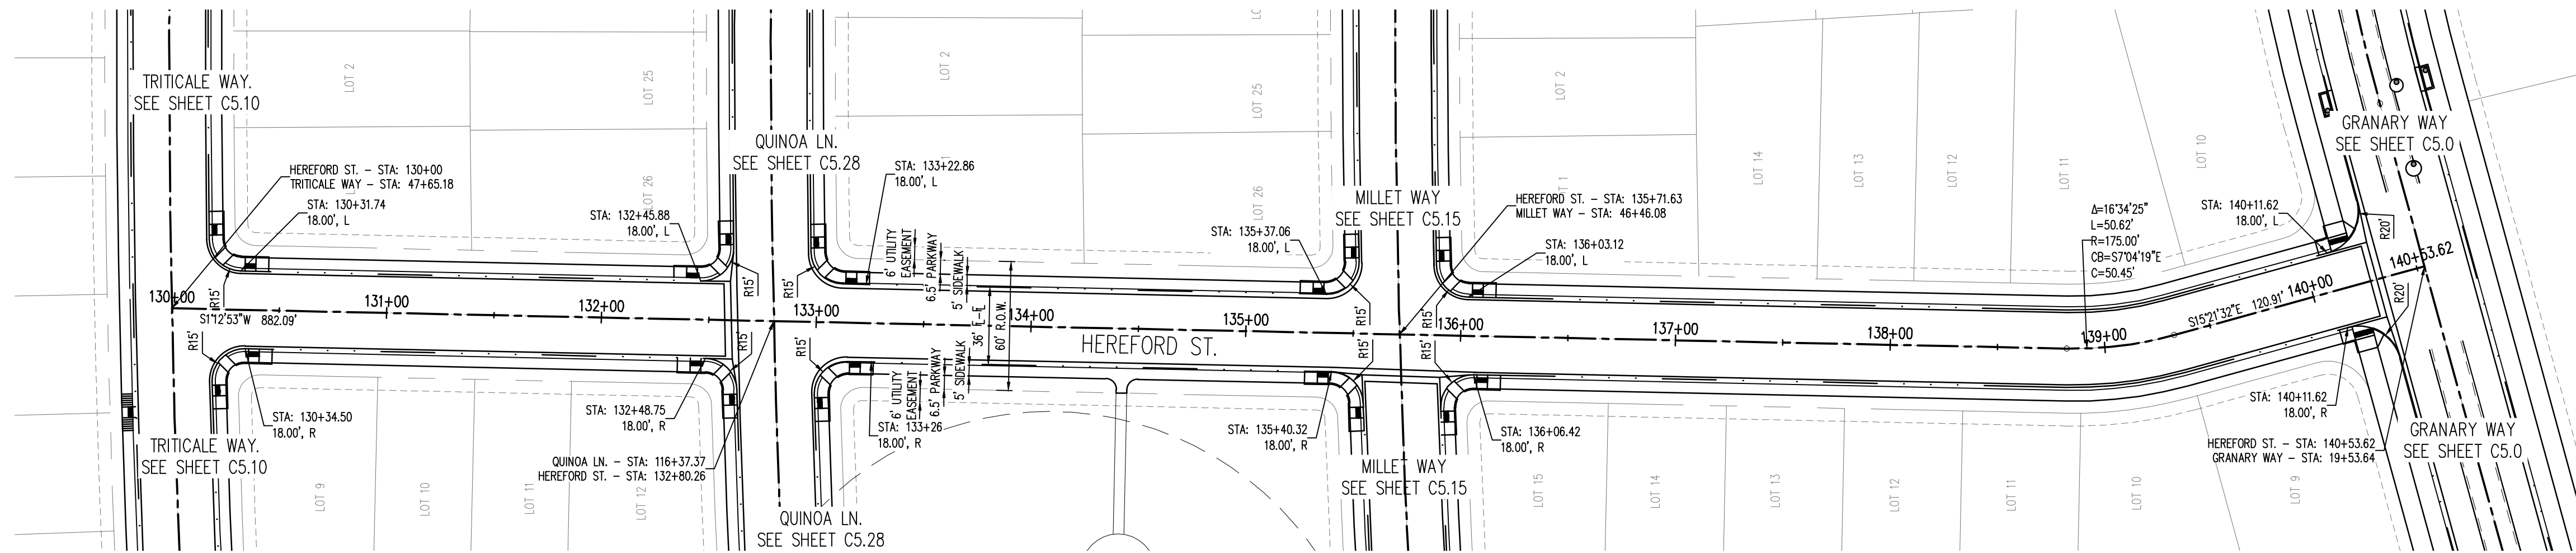 TRITICALE WAY.
SEE SHEET C5.10
LOT 2
LOT 25
LOT 26
HEREFORD ST. - STA: 130+00
TRITICALE WAY - STA: 47+65.18
STA: 130+31.74
18.00', L
STA: 132+45.88
18.00', L
QUINOA LN.
SEE SHEET C5.28
LOT 2
LOT 25
LOT 26
STA: 133+22.86
18.00', L
6' UTILITY
EASEMENT
6.5' PARKWAY
5' SIDEWALK
36' E-E
60' R.O.W.
STA: 135+37.06
18.00', L
MILLET WAY
SEE SHEET C5.15
HEREFORD ST. - STA: 135+71.63
MILLET WAY - STA: 46+46.08
STA: 136+03.12
18.00', L
LOT 2
LOT 14
LOT 13
LOT 12
LOT 11
LOT 10
Δ=16°34'25"
L=50.62'
R=175.00'
CB=S7°04'19"E
C=50.45'
STA: 140+11.62
18.00', L
GRANARY WAY
SEE SHEET C5.0
R20'
R20'
R15'
R15'
R15'
R15'
R15'
130+00
131+00
132+00
133+00
134+00
135+00
136+00
137+00
138+00
139+00
140+00
140+53.62
S1°12'53"W 882.09'
S15°21'32"E 120.91'
HEREFORD ST.
R15'
R15'
R15'
R15'
R15'
6' UTILITY
EASEMENT
6.5' PARKWAY
5' SIDEWALK
STA: 130+34.50
18.00', R
STA: 132+48.75
18.00', R
STA: 133+26
18.00', R
STA: 135+40.32
18.00', R
STA: 136+06.42
18.00', R
STA: 140+11.62
18.00', R
TRITICALE WAY.
SEE SHEET C5.10
QUINOA LN. - STA: 116+37.37
HEREFORD ST. - STA: 132+80.26
MILLET WAY
SEE SHEET C5.15
HEREFORD ST. - STA: 140+53.62
GRANARY WAY - STA: 19+53.64
GRANARY WAY
SEE SHEET C5.0
LOT 9
LOT 10
LOT 11
LOT 12
QUINOA LN.
SEE SHEET C5.28
LOT 15
LOT 14
LOT 13
LOT 12
LOT 11
LOT 10
LOT 9